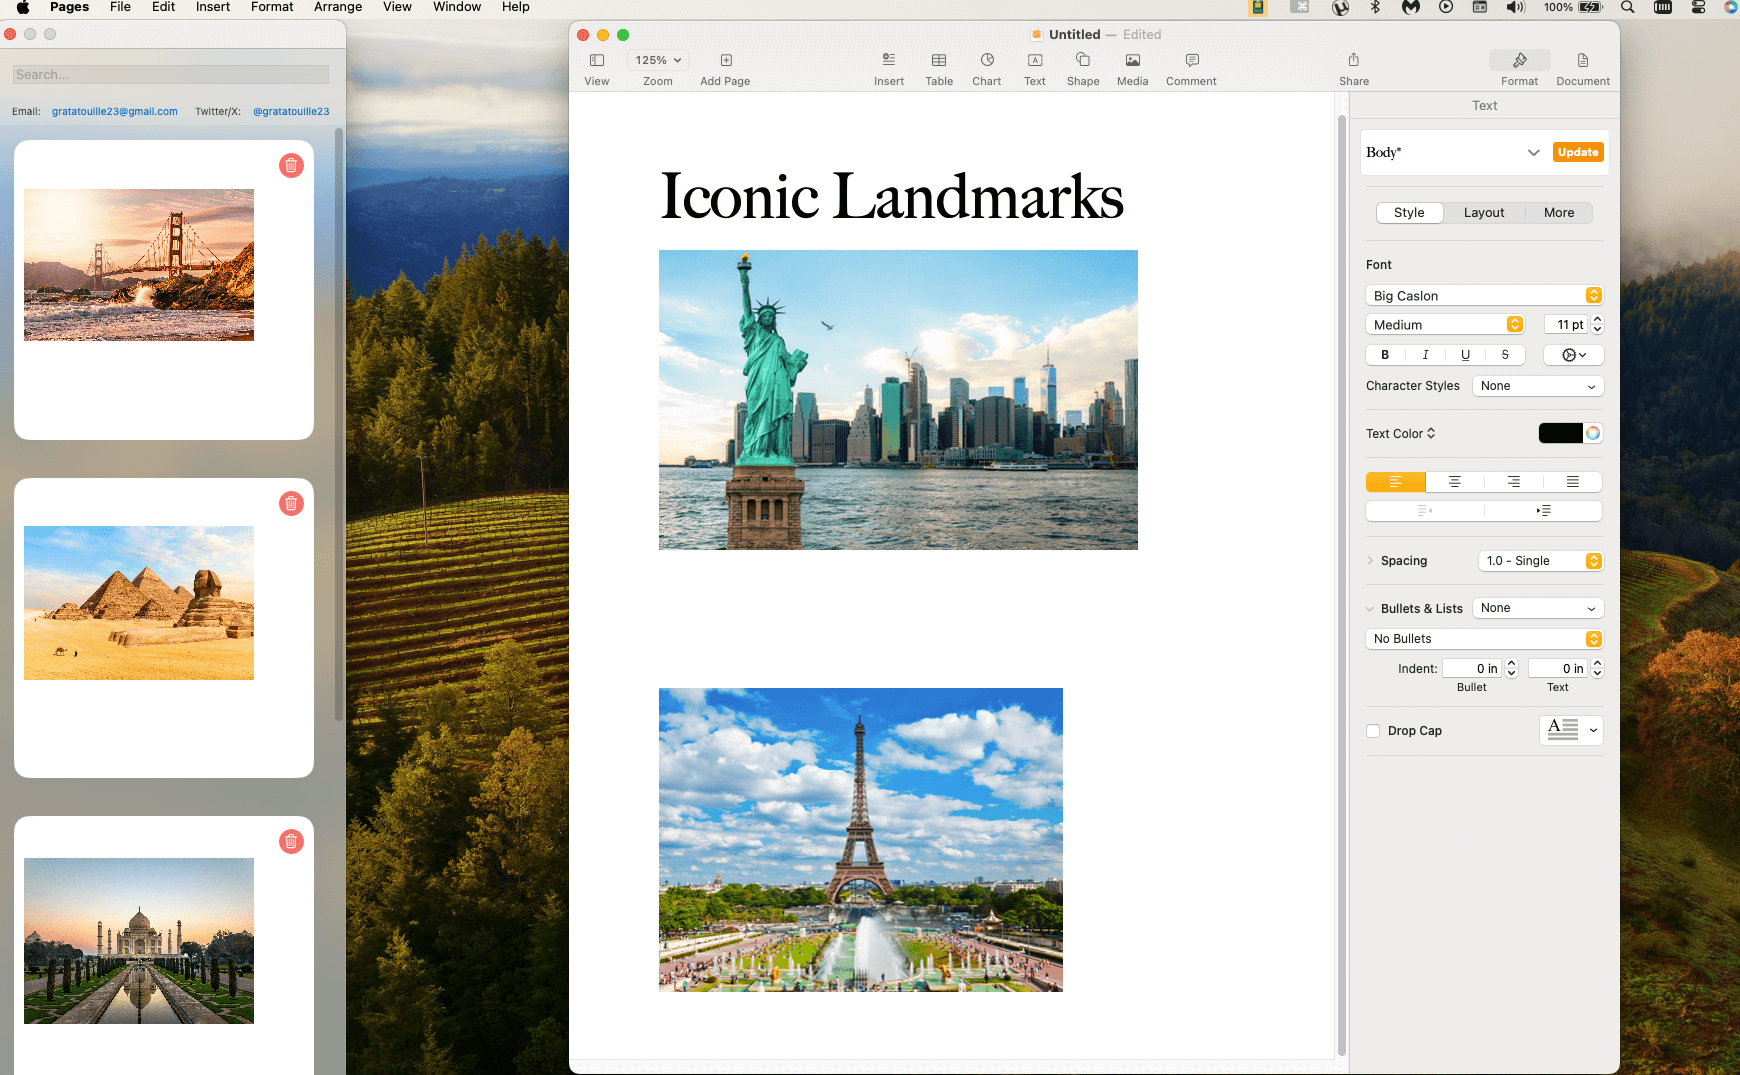 Pages File Edit Insert Format Arrange View Window Help
100%
Search...
Email: gratatouille23@gmail.com Twitter/X: @gratatouille23
Untitled — Edited
125%
View Zoom Add Page Insert Table Chart Text Shape Media Comment Share Format Document
Iconic Landmarks
Text
Body* Update
Style Layout More
Font
Big Caslon
Medium 11 pt
B I U S
Character Styles None
Text Color
Spacing 1.0 - Single
Bullets & Lists None
No Bullets
Indent: 0 in 0 in
Bullet Text
Drop Cap A